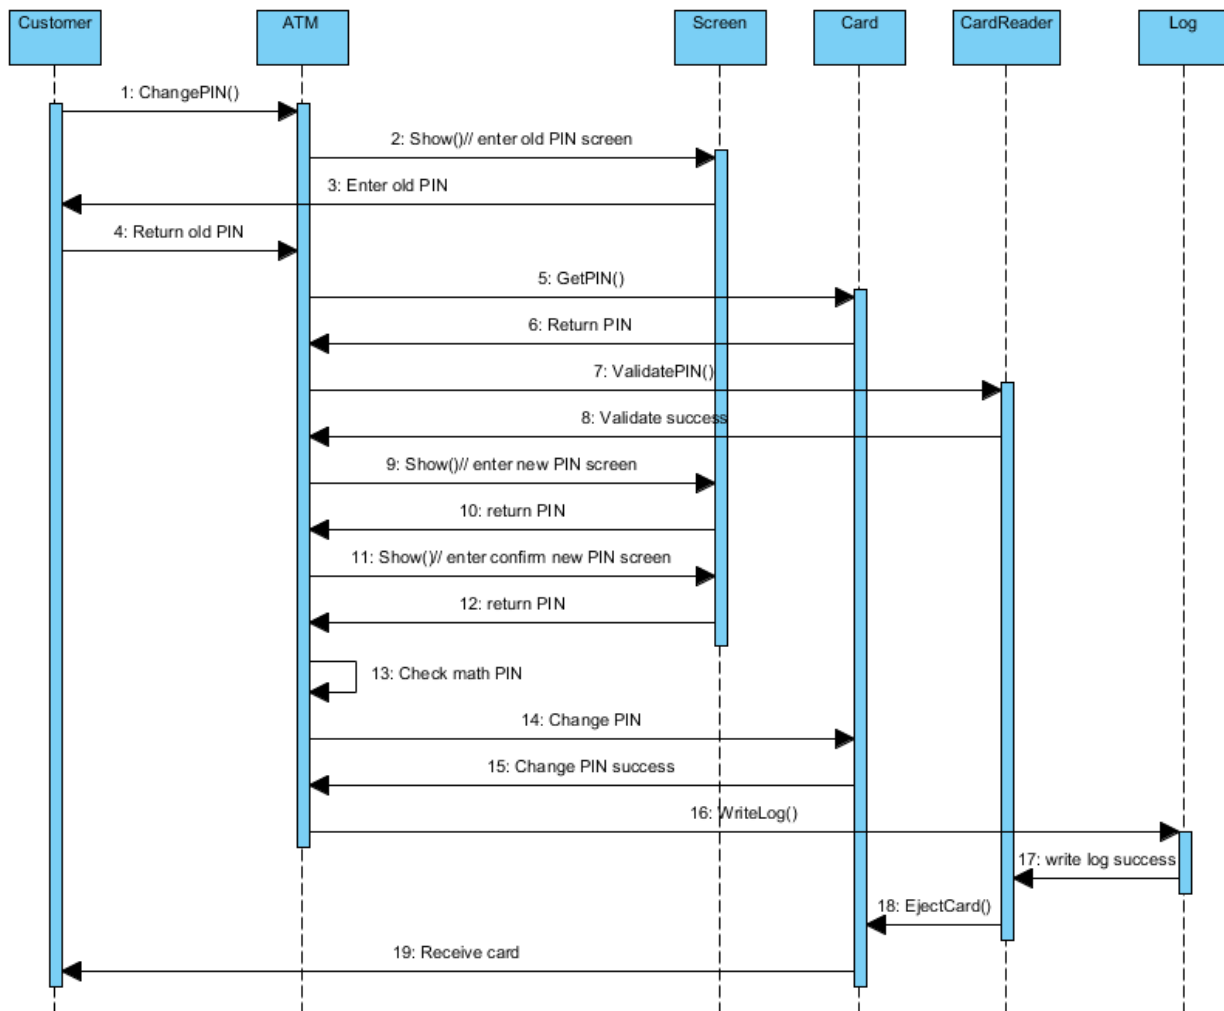 Customer
ATM
Screen
Card
CardReader
Log
1: ChangePIN()
2: Show()// enter old PIN screen
3: Enter old PIN
4: Return old PIN
5: GetPIN()
6: Return PIN
7: ValidatePIN()
8: Validate success
9: Show()// enter new PIN screen
10: return PIN
11: Show()// enter confirm new PIN screen
12: return PIN
13: Check math PIN
14: Change PIN
15: Change PIN success
16: WriteLog()
17: write log success
18: EjectCard()
19: Receive card